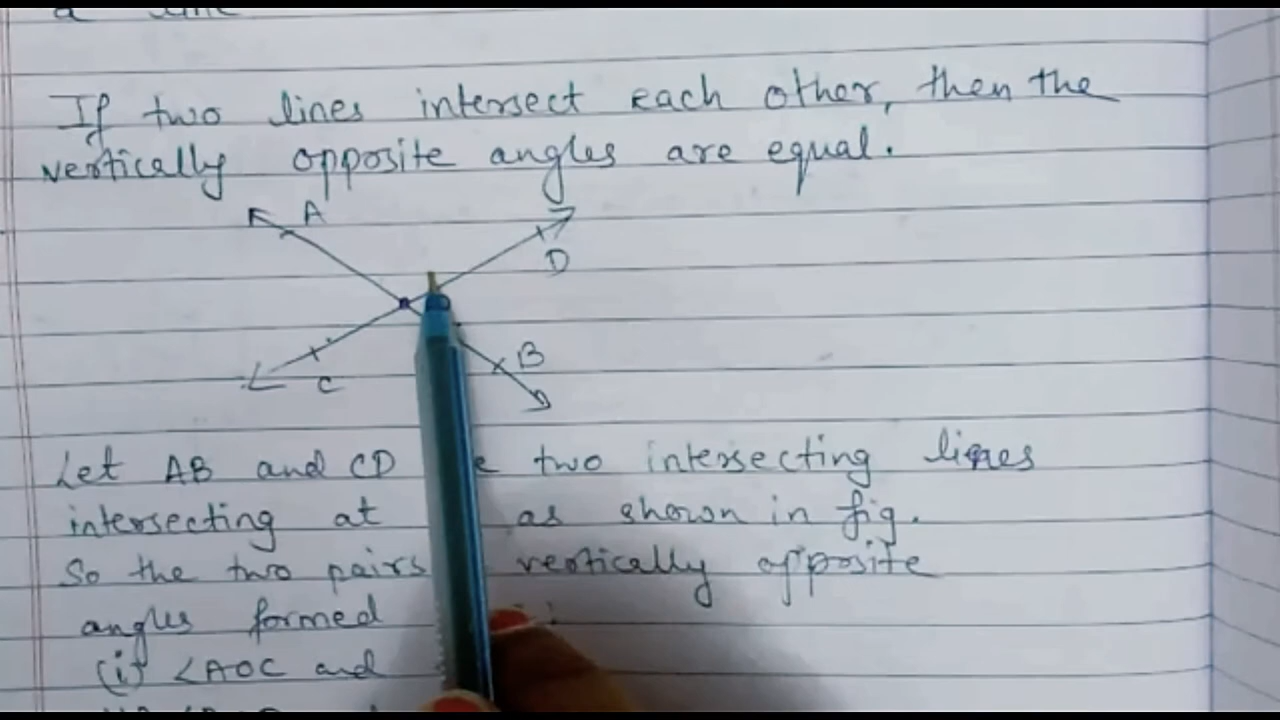 a line
If two lines intersect each other, then the
vertically opposite angles are equal.
A
D
B
C
Let AB and CD two intersecting lines
intersecting at as shown in fig.
So the two pairs vertically opposite
angles formed
(i) ∠AOC and